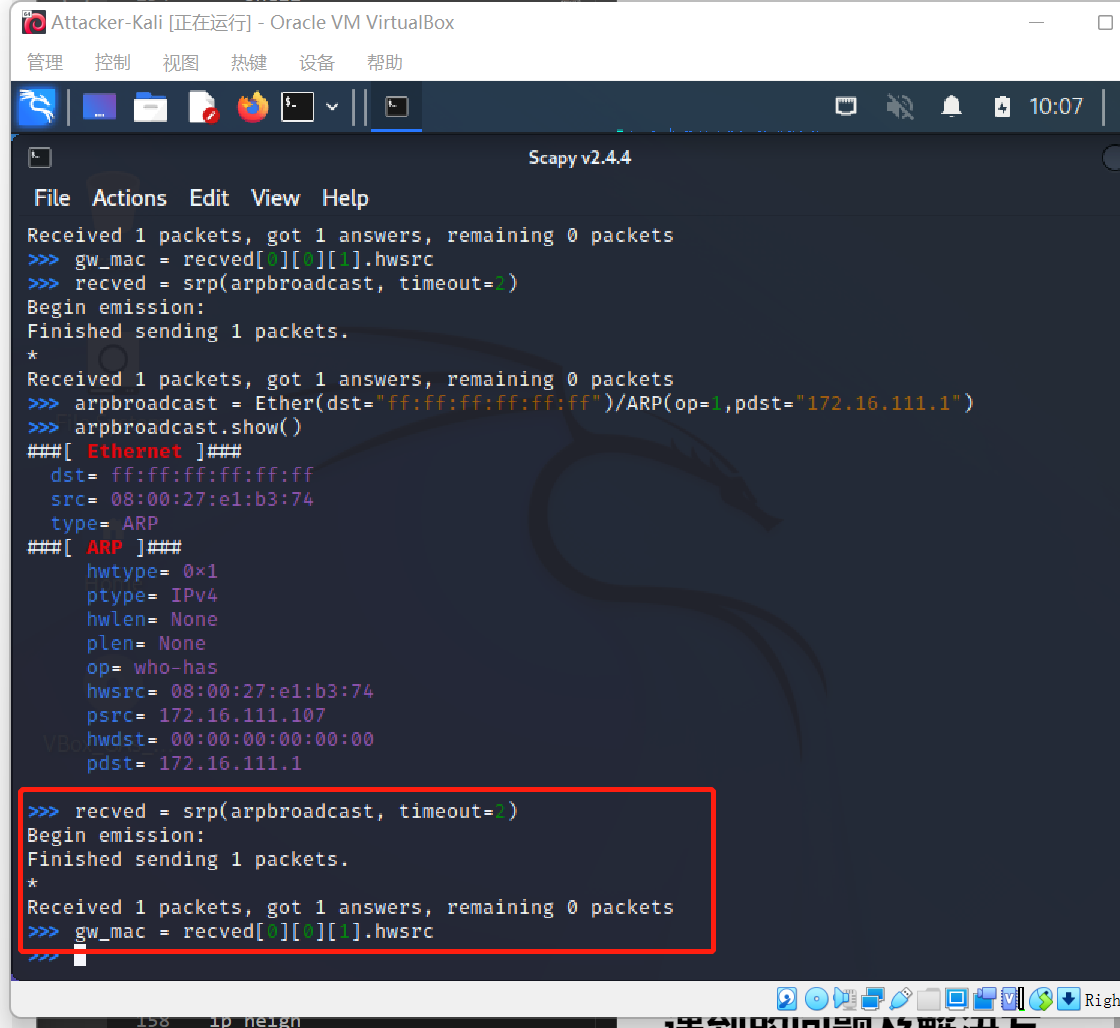 Attacker-Kali [正在运行] - Oracle VM VirtualBox
管理 控制 视图 热键 设备 帮助
10:07
Scapy v2.4.4
File Actions Edit View Help
Received 1 packets, got 1 answers, remaining 0 packets
>>> gw_mac = recved[0][0][1].hwsrc
>>> recved = srp(arpbroadcast, timeout=2)
Begin emission:
Finished sending 1 packets.
*
Received 1 packets, got 1 answers, remaining 0 packets
>>> arpbroadcast = Ether(dst="ff:ff:ff:ff:ff:ff")/ARP(op=1,pdst="172.16.111.1")
>>> arpbroadcast.show()
###[ Ethernet ]###
dst= ff:ff:ff:ff:ff:ff
src= 08:00:27:e1:b3:74
type= ARP
###[ ARP ]###
hwtype= 0×1
ptype= IPv4
hwlen= None
plen= None
op= who-has
hwsrc= 08:00:27:e1:b3:74
psrc= 172.16.111.107
hwdst= 00:00:00:00:00:00
pdst= 172.16.111.1
>>> recved = srp(arpbroadcast, timeout=2)
Begin emission:
Finished sending 1 packets.
*
Received 1 packets, got 1 answers, remaining 0 packets
>>> gw_mac = recved[0][0][1].hwsrc
>>>
Righ
158 ip neigh